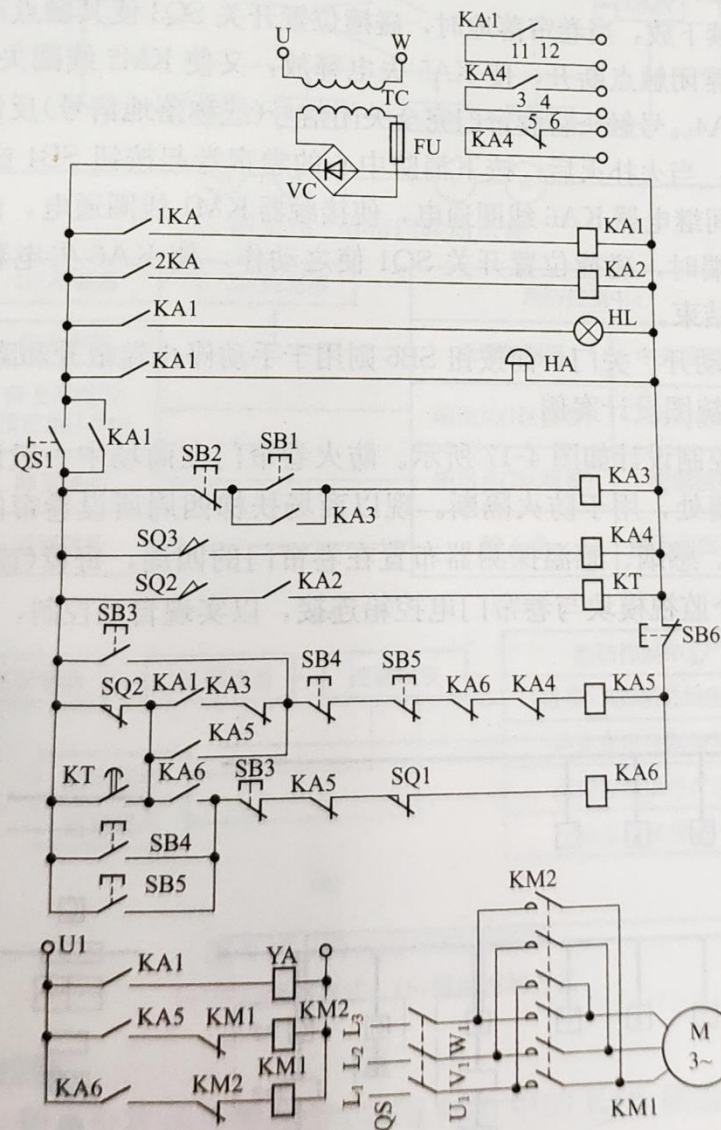 U
W
KA1
11 12
TC
KA4
3 4
5 6
KA4
FU
VC
1KA
KA1
2KA
KA2
KA1
HL
KA1
HA
KA1
QS1
SB2
SB1
KA3
KA3
SQ3
KA4
SQ2
KA2
KT
SB3
SB6
SQ2
KA1
KA3
SB4
SB5
KA6
KA4
KA5
KA5
KT
KA6
SB3
KA5
SQ1
KA6
SB4
SB5
U1
KA1
YA
KM2
KM2
KA5
KM1
KA6
KM2
KM1
L3
L2
L1
QS
W1
V1
U1
M
3~
KM1